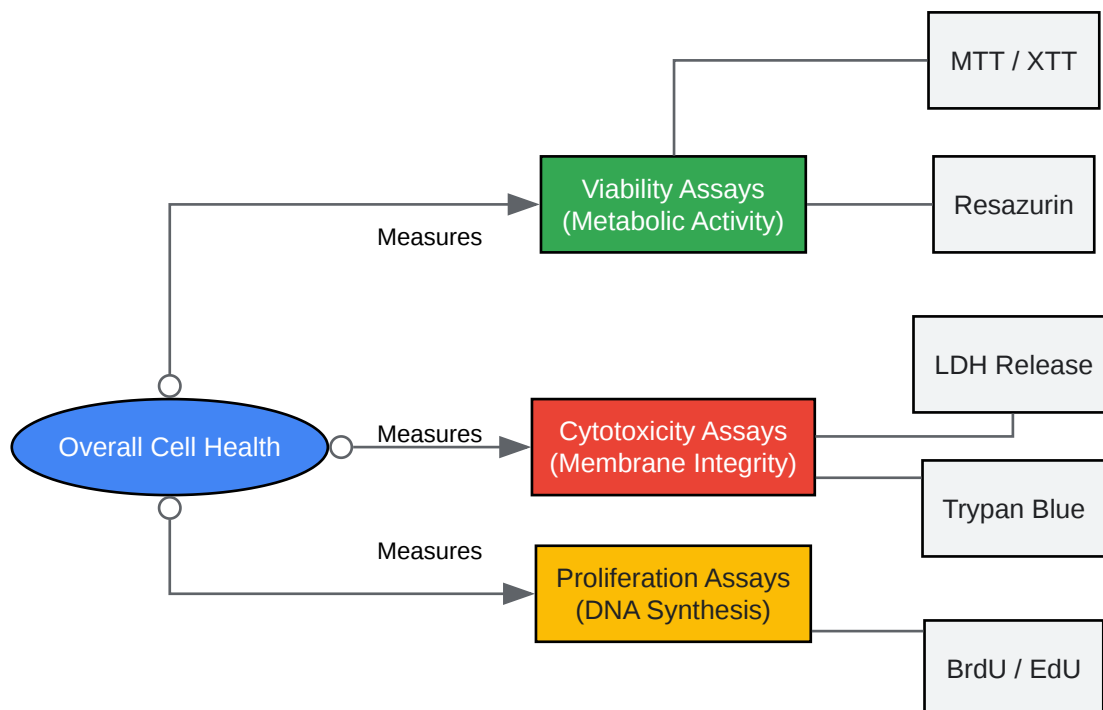 MTT / XTT
Viability Assays
(Metabolic Activity)
Resazurin
Measures
LDH Release
Overall Cell Health
Measures
Cytotoxicity Assays
(Membrane Integrity)
Trypan Blue
Measures
Proliferation Assays
(DNA Synthesis)
BrdU / EdU